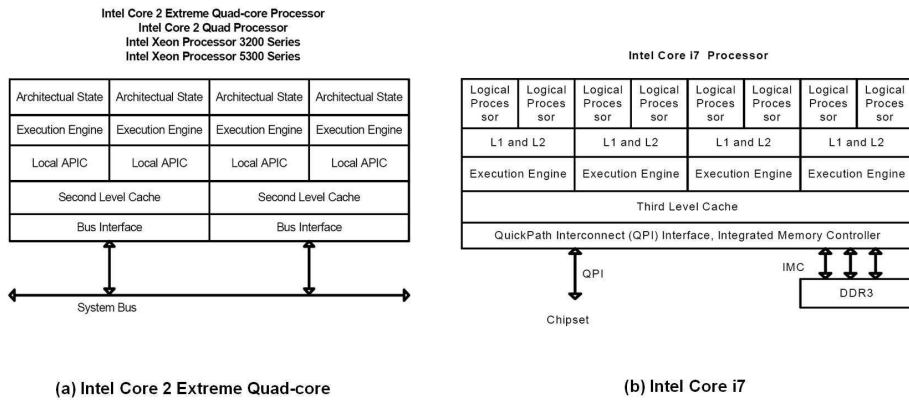 Intel Core 2 Extreme Quad-core Processor
Intel Core 2 Quad Processor
Intel Xeon Processor 3200 Series
Intel Xeon Processor 5300 Series
Architectual State Architectual State Architectual State Architectual State
Execution Engine Execution Engine Execution Engine Execution Engine
Local APIC Local APIC Local APIC Local APIC
Second Level Cache Second Level Cache
Bus Interface Bus Interface
System Bus
(a) Intel Core 2 Extreme Quad-core
Intel Core i7 Processor
Logical Logical Logical Logical Logical Logical Logical Logical
Proces Proces Proces Proces Proces Proces Proces Proces
sor sor sor sor sor sor sor sor
L1 and L2 L1 and L2 L1 and L2 L1 and L2
Execution Engine Execution Engine Execution Engine Execution Engine
Third Level Cache
QuickPath Interconnect (QPI) Interface, Integrated Memory Controller
QPI IMC
DDR3
Chipset
(b) Intel Core i7